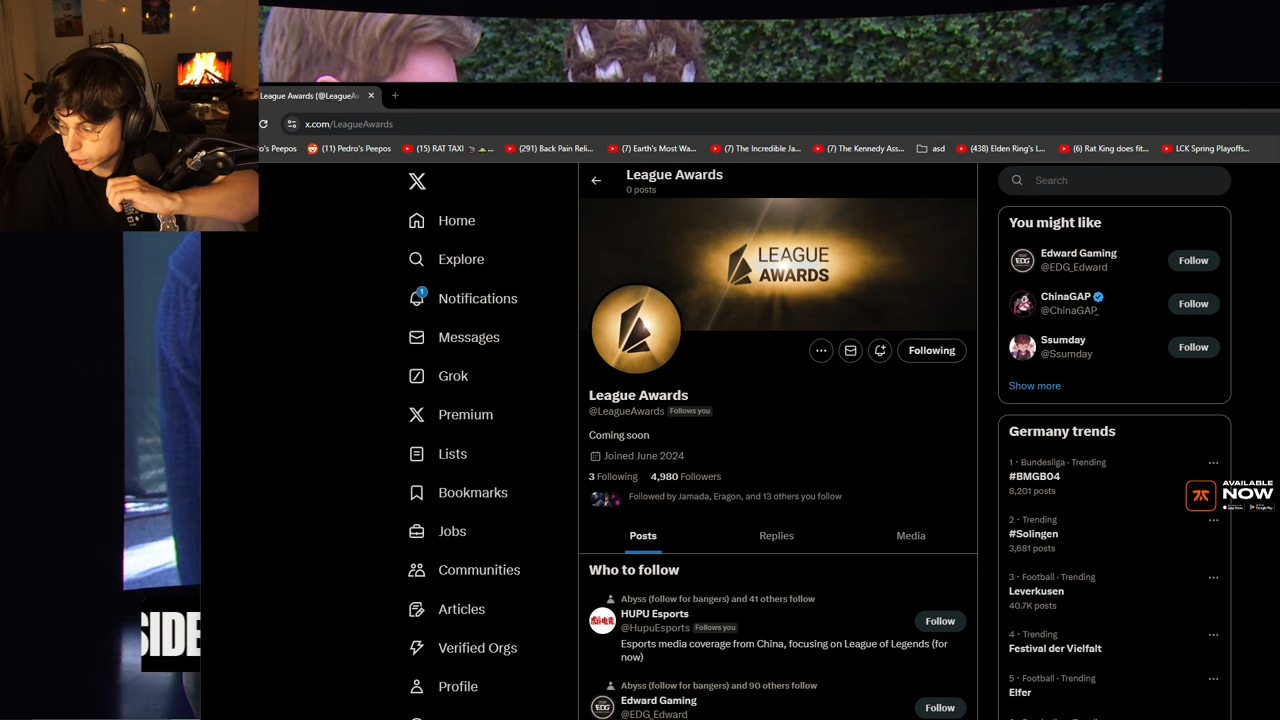 League Awards (@LeagueAw
x.com/LeagueAwards
o's Peepos
(11) Pedro's Peepos
(15) RAT TAXI
(291) Back Pain Reli...
(7) Earth's Most Wa...
(7) The Incredible Ja...
(7) The Kennedy Ass...
asd
(438) Elden Ring's L...
(6) Rat King does fit...
LCK Spring Playoffs...
Home
Explore
1
Notifications
Messages
Grok
Premium
Lists
Bookmarks
Jobs
Communities
Articles
Verified Orgs
Profile
League Awards
0 posts
LEAGUE
AWARDS
Following
League Awards
@LeagueAwards Follows you
Coming soon
Joined June 2024
3 Following 4,980 Followers
Followed by Jamada, Eragon, and 13 others you follow
Posts Replies Media
Who to follow
Abyss (follow for bangers) and 41 others follow
HUPU Esports
@HupuEsports Follows you
Follow
Esports media coverage from China, focusing on League of Legends (for
now)
Abyss (follow for bangers) and 90 others follow
Edward Gaming
@EDG_Edward
Follow
Search
You might like
Edward Gaming
@EDG_Edward
Follow
ChinaGAP
@ChinaGAP_
Follow
Ssumday
@Ssumday
Follow
Show more
Germany trends
1 · Bundesliga · Trending
#BMGB04
8,201 posts
2 · Trending
#Solingen
3,681 posts
3 · Football · Trending
Leverkusen
40.7K posts
4 · Trending
Festival der Vielfalt
5 · Football · Trending
Elfer
AVAILABLE
NOW
SIDE